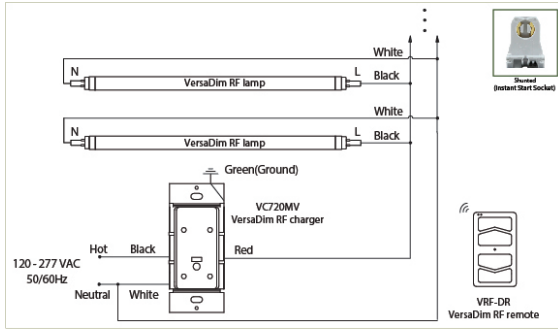 White
N
L
Black
VersaDim RF lamp
Shunted
(Instant Start Socket)
White
N
L
Black
VersaDim RF lamp
Green(Ground)
VC720MV
VersaDim RF charger
Hot
Black
Red
120 - 277 VAC
50/60Hz
Neutral
White
VRF-DR
VersaDim RF remote